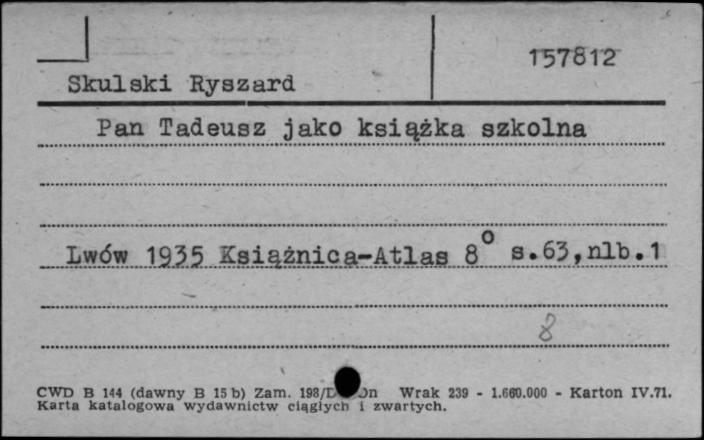 157812
Skulski Ryszard
Pan Tadeusz jako książka szkolna
Lwów 1935 Książnica-Atlas 8° s.63,nlb.1
8
CWD B 144 (dawny B 15 b) Zam. 198/D Dn Wrak 239 - 1.660.000 - Karton IV.71.
Karta katalogowa wydawnictw ciągłych i zwartych.